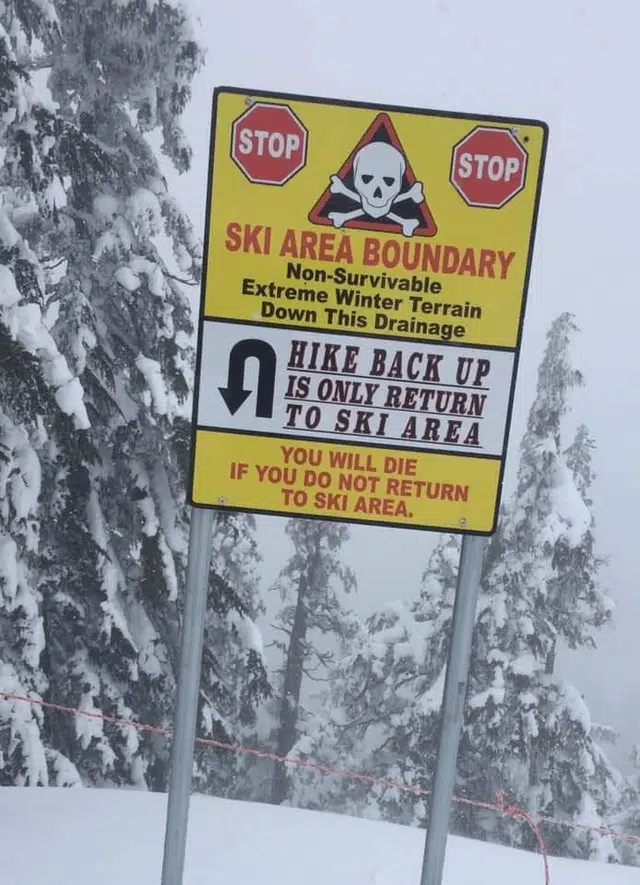 STOP
STOP
SKI AREA BOUNDARY
Non-Survivable
Extreme Winter Terrain
Down This Drainage
HIKE BACK UP
IS ONLY RETURN
TO SKI AREA
YOU WILL DIE
IF YOU DO NOT RETURN
TO SKI AREA.